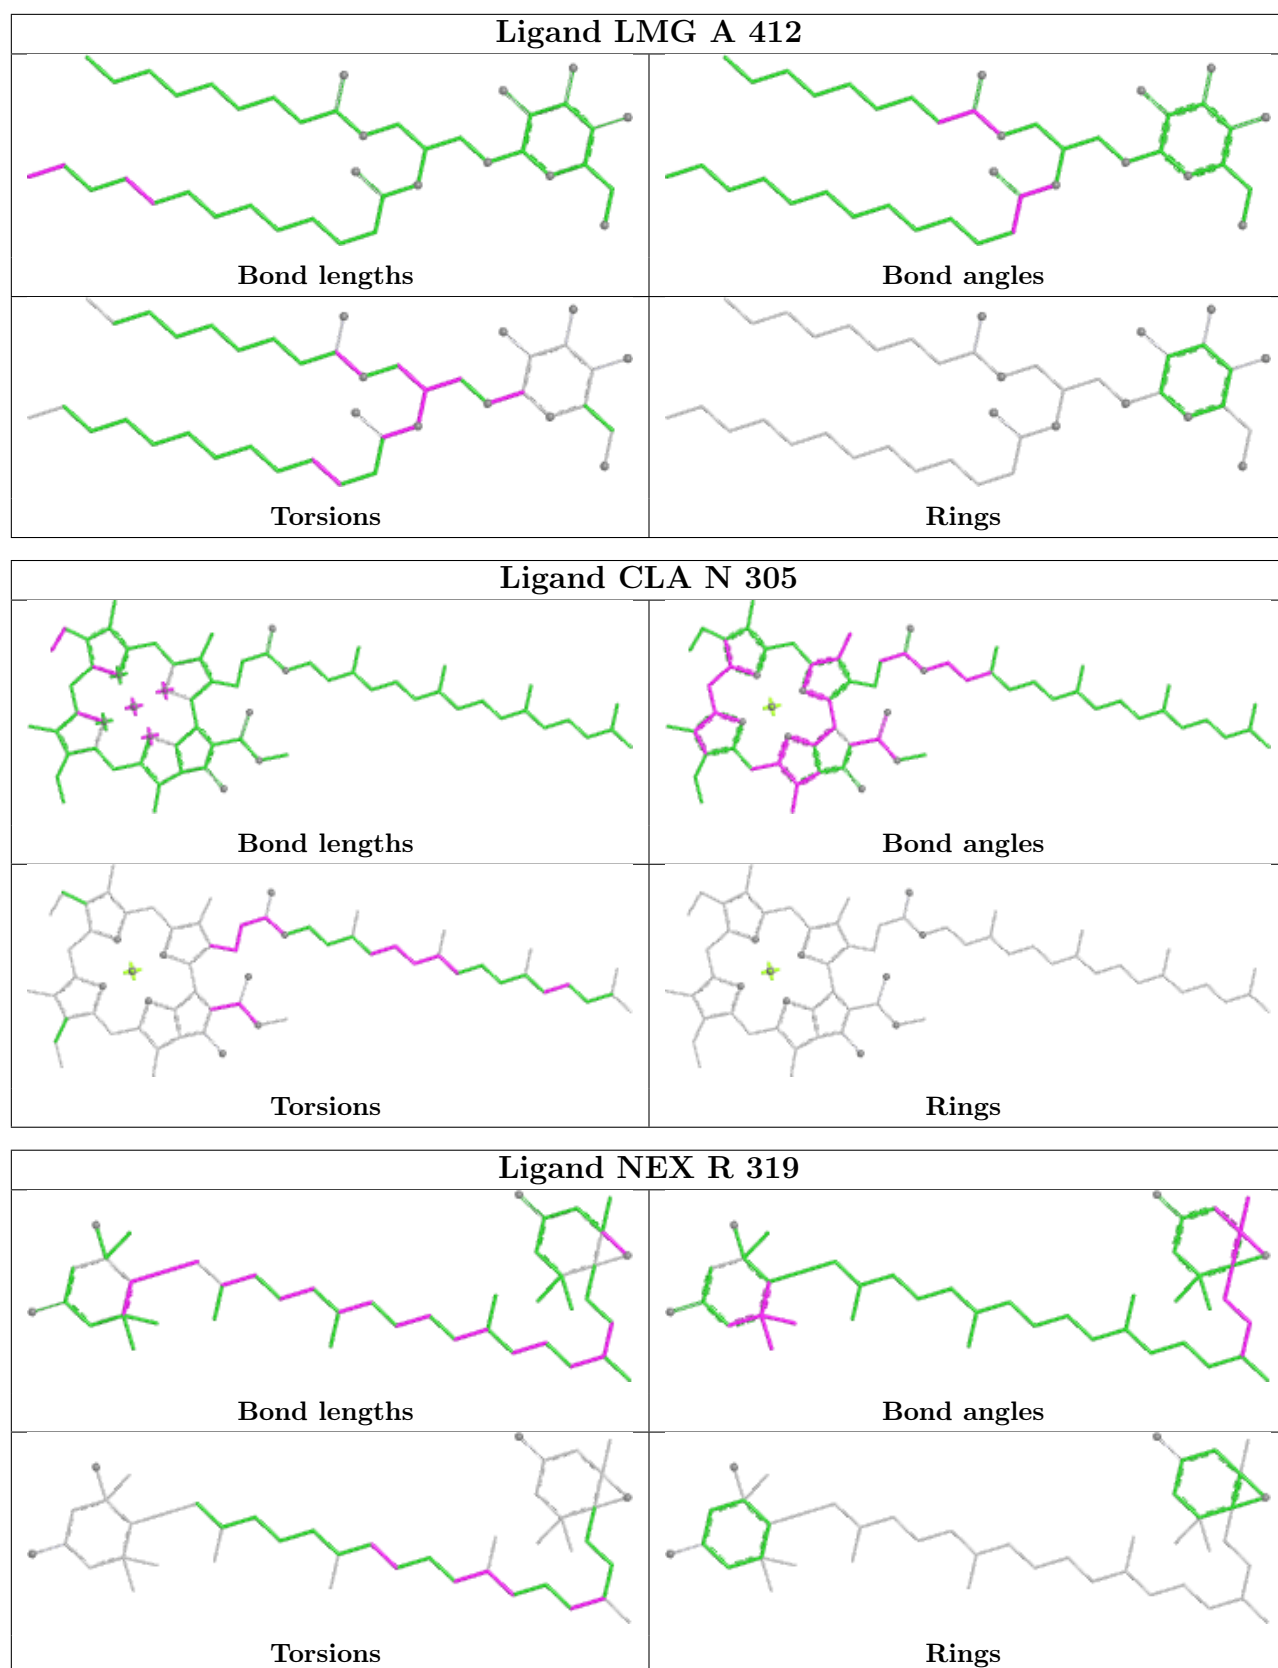 Ligand LMG A 412
Bond lengths
Bond angles
Torsions
Rings
Ligand CLA N 305
Bond lengths
Bond angles
Torsions
Rings
Ligand NEX R 319
Bond lengths
Bond angles
Torsions
Rings